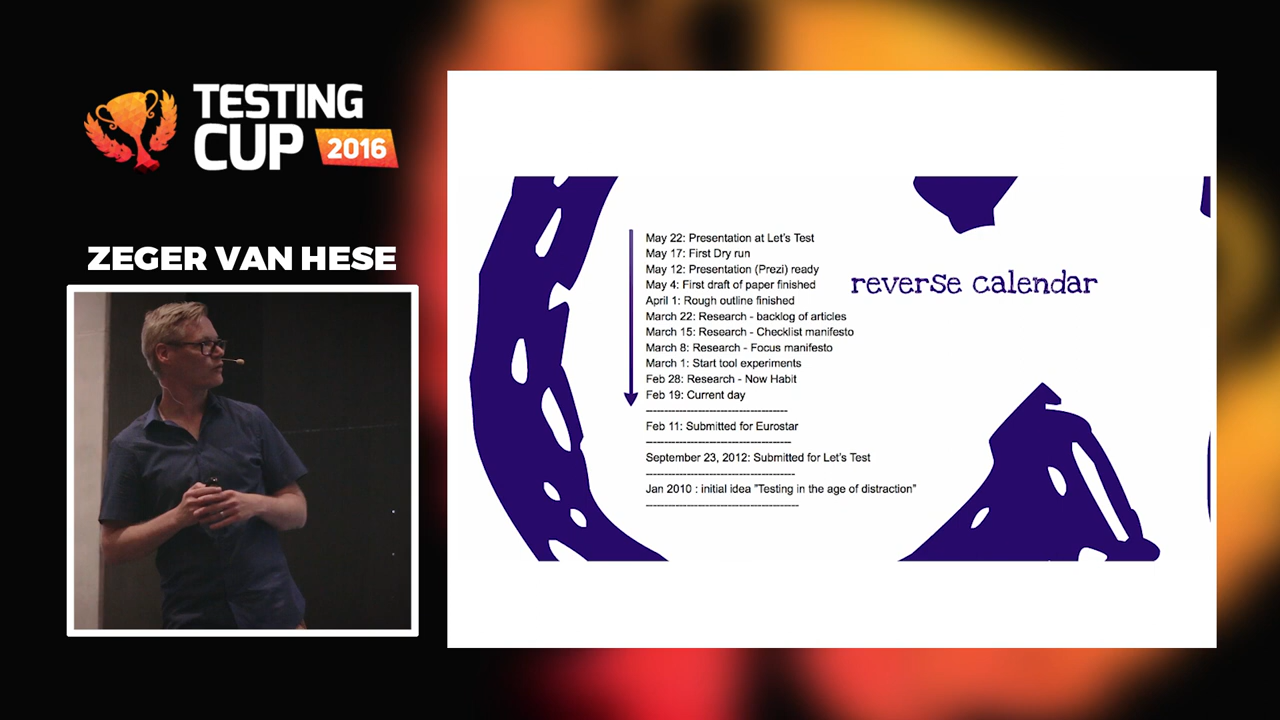 TESTING
CUP 2016
ZEGER VAN HESE
May 22: Presentation at Let's Test
May 17: First Dry run
May 12: Presentation (Prezi) ready
May 4: First draft of paper finished
April 1: Rough outline finished
March 22: Research - backlog of articles
March 15: Research - Checklist manifesto
March 8: Research - Focus manifesto
March 1: Start tool experiments
Feb 28: Research - Now Habit
Feb 19: Current day
----------------------------------------
Feb 11: Submitted for Eurostar
-----------------------------------------
September 23, 2012: Submitted for Let's Test
------------------------------------------
Jan 2010 : initial idea "Testing in the age of distraction"
-------------------------------------------
reverse calendar